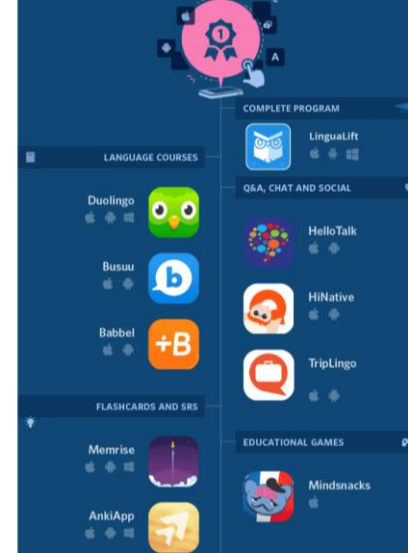 1
A
COMPLETE PROGRAM
LinguaLift
LANGUAGE COURSES
Duolingo
Busuu
b
Babbel
+B
Q&A, CHAT AND SOCIAL
HelloTalk
HiNative
TripLingo
FLASHCARDS AND SRS
Memrise
AnkiApp
EDUCATIONAL GAMES
Mindsnacks